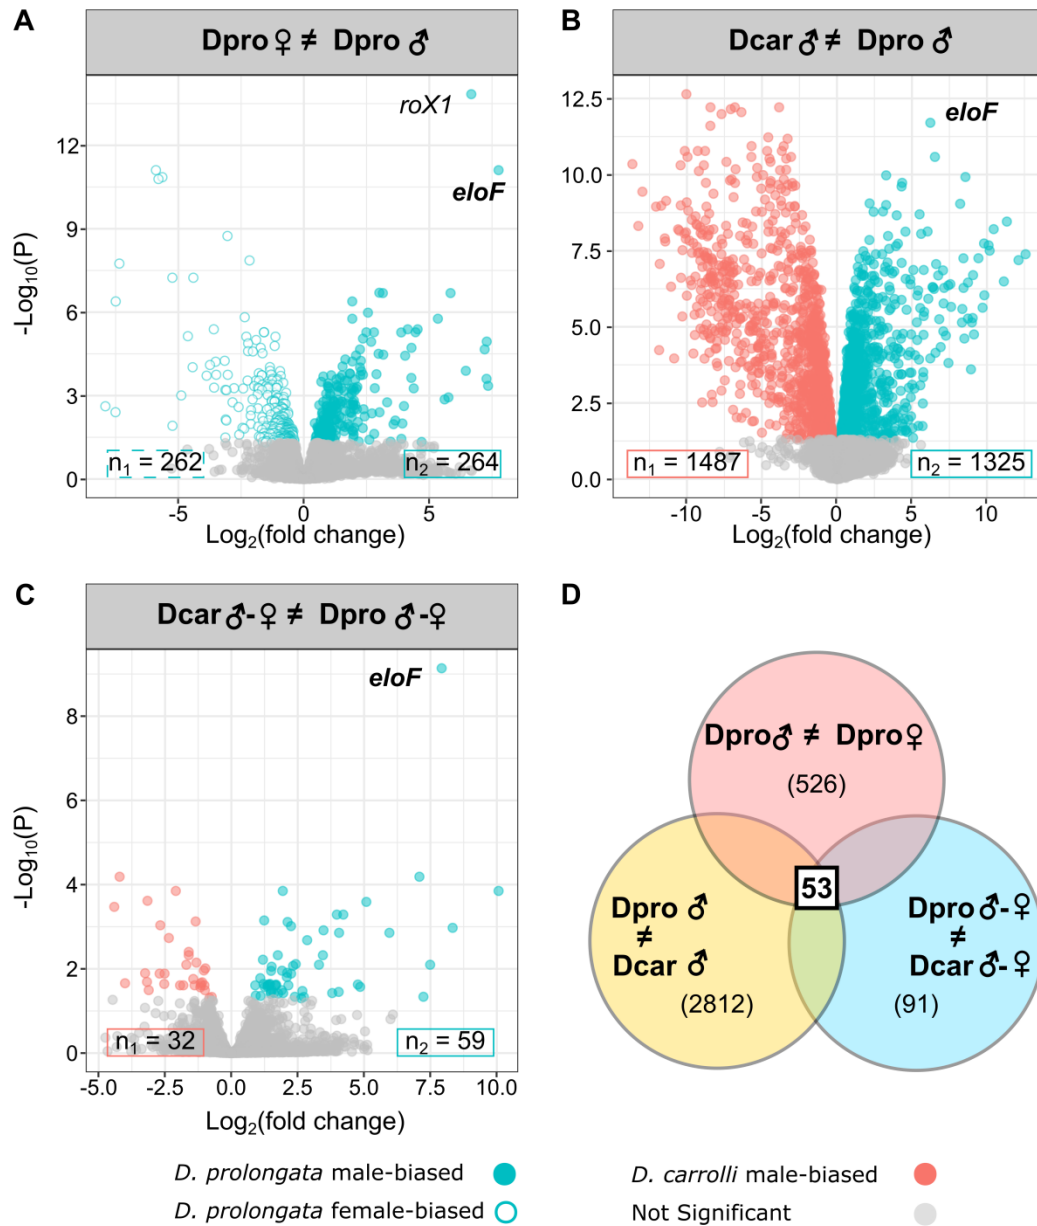 A
Dpro ♀ ≠ Dpro ♂
roX1
eloF
12
9
6
3
0
-Log₁₀(P)
n₁ = 262
n₂ = 264
-5
0
5
Log₂(fold change)
B
Dcar ♂ ≠ Dpro ♂
eloF
12.5
10.0
7.5
5.0
2.5
0.0
n₁ = 1487
n₂ = 1325
-10
-5
0
5
10
Log₂(fold change)
C
Dcar ♂-♀ ≠ Dpro ♂-♀
eloF
8
6
4
2
0
-Log₁₀(P)
n₁ = 32
n₂ = 59
-5.0
-2.5
0.0
2.5
5.0
7.5
10.0
Log₂(fold change)
D
Dpro♂ ≠ Dpro♀
(526)
53
Dpro ♂
≠
Dcar ♂
(2812)
Dpro ♂-♀
≠
Dcar ♂-♀
(91)
D. prolongata male-biased
D. prolongata female-biased
D. carrolli male-biased
Not Significant